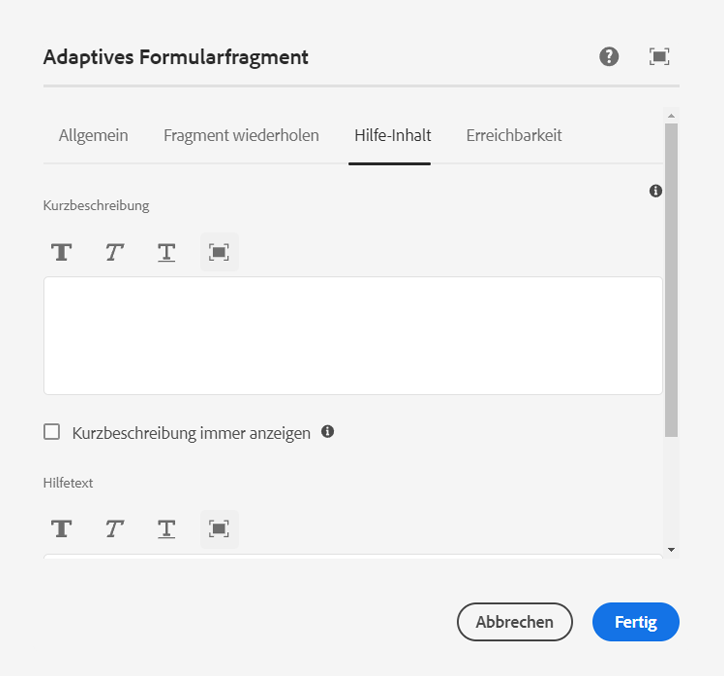 Adaptives Formularfragment
Allgemein Fragment wiederholen Hilfe-Inhalt Erreichbarkeit
Kurzbeschreibung
T T T
Kurzbeschreibung immer anzeigen
Hilfetext
T T T
Abbrechen Fertig